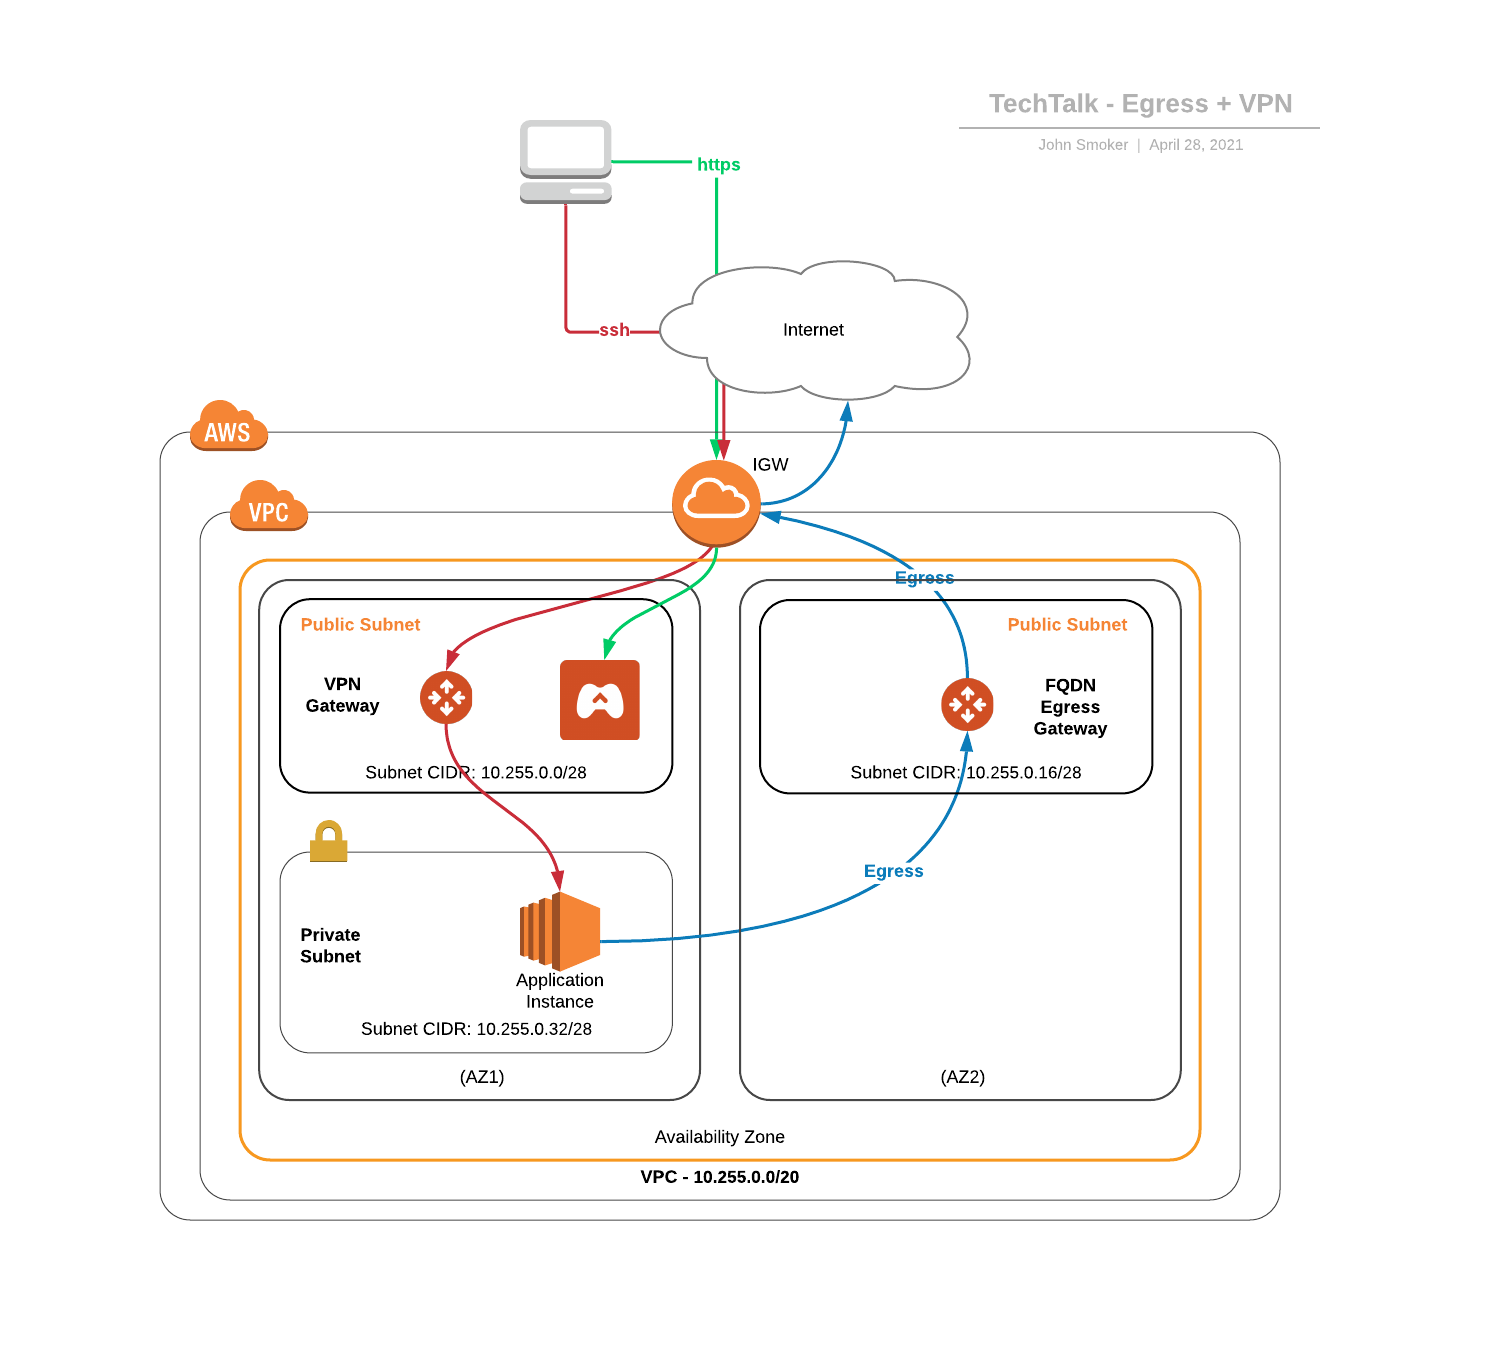 TechTalk - Egress + VPN
John Smoker | April 28, 2021
https
Internet
ssh
AWS
IGW
VPC
Egress
Public Subnet
VPN
Gateway
Subnet CIDR: 10.255.0.0/28
Public Subnet
FQDN
Egress
Gateway
Subnet CIDR: 10.255.0.16/28
Egress
Private
Subnet
Application
Instance
Subnet CIDR: 10.255.0.32/28
(AZ1)
(AZ2)
Availability Zone
VPC - 10.255.0.0/20